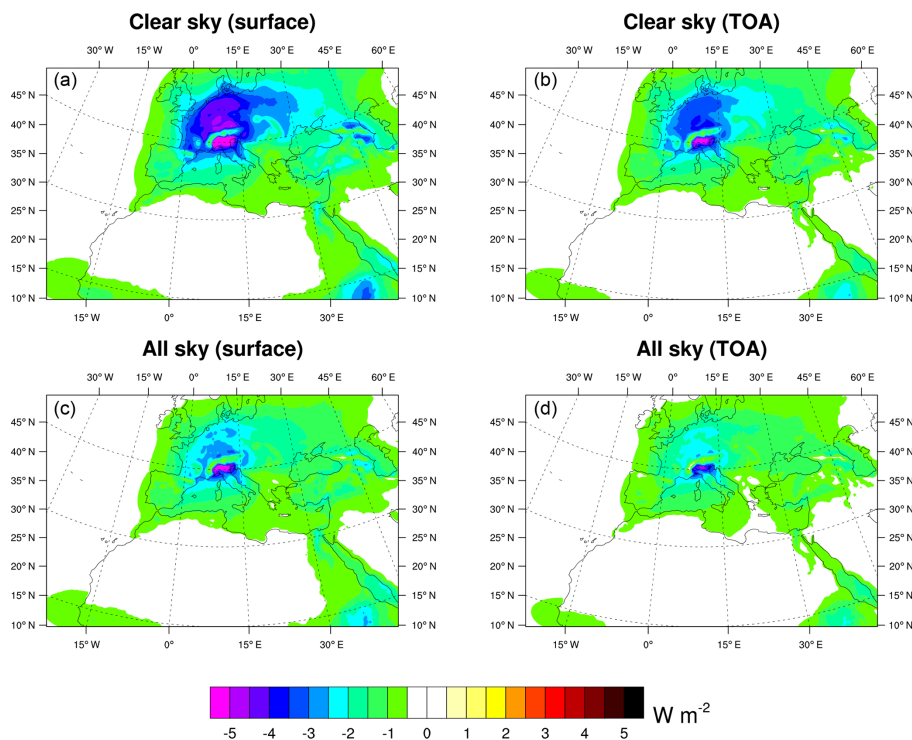 Clear sky (surface) Clear sky (TOA)
30° W 15° W 0° 15° E 30° E 45° E 60° E 30° W 15° W 0° 15° E 30° E 45° E 60° E
(a) (b)
45° N 45° N 45° N 45° N
40° N 40° N 40° N 40° N
35° N 35° N 35° N 35° N
30° N 30° N 30° N 30° N
25° N 25° N 25° N 25° N
20° N 20° N 20° N 20° N
15° N 15° N 15° N 15° N
10° N 10° N 10° N 10° N
15° W 0° 15° E 30° E 15° W 0° 15° E 30° E
All sky (surface) All sky (TOA)
30° W 15° W 0° 15° E 30° E 45° E 60° E 30° W 15° W 0° 15° E 30° E 45° E 60° E
(c) (d)
45° N 45° N 45° N 45° N
40° N 40° N 40° N 40° N
35° N 35° N 35° N 35° N
30° N 30° N 30° N 30° N
25° N 25° N 25° N 25° N
20° N 20° N 20° N 20° N
15° N 15° N 15° N 15° N
10° N 10° N 10° N 10° N
15° W 0° 15° E 30° E 15° W 0° 15° E 30° E
W m⁻²
-5 -4 -3 -2 -1 0 1 2 3 4 5